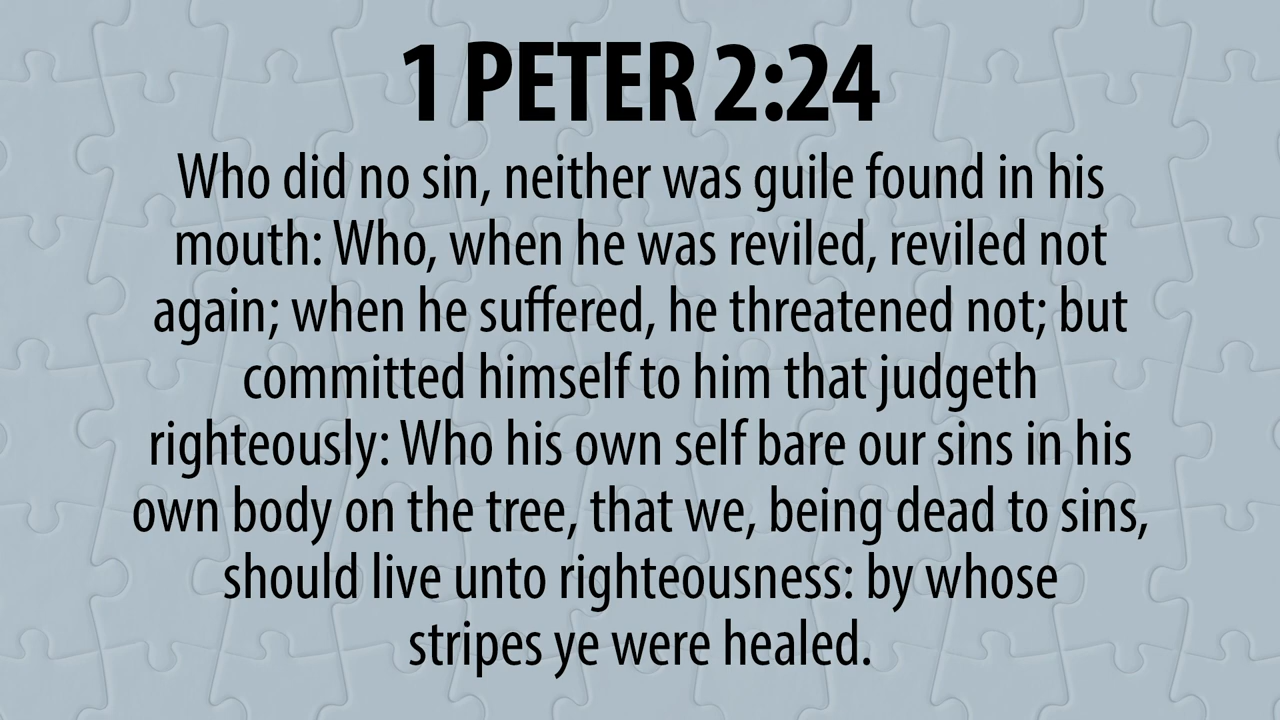 1 PETER 2:24
Who did no sin, neither was guile found in his
mouth: Who, when he was reviled, reviled not
again; when he suffered, he threatened not; but
committed himself to him that judgeth
righteously: Who his own self bare our sins in his
own body on the tree, that we, being dead to sins,
should live unto righteousness: by whose
stripes ye were healed.